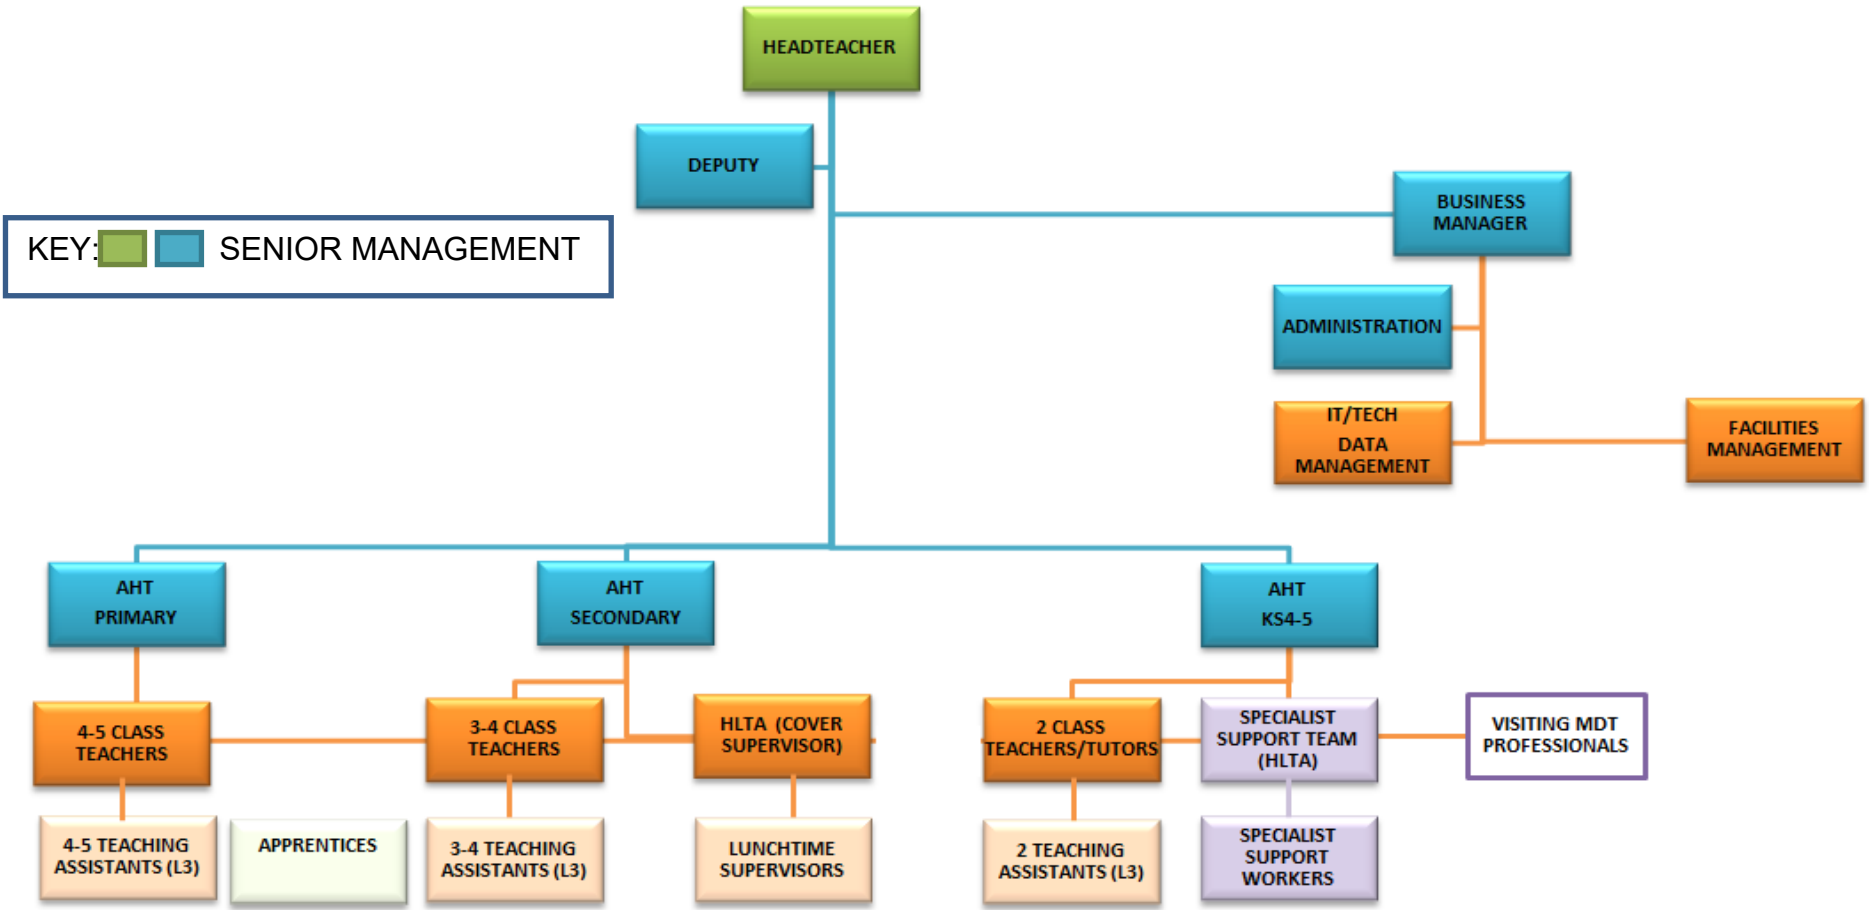 HEADTEACHER
DEPUTY
BUSINESS
MANAGER
KEY: SENIOR MANAGEMENT
ADMINISTRATION
IT/TECH
DATA
MANAGEMENT
FACILITIES
MANAGEMENT
AHT
PRIMARY
AHT
SECONDARY
AHT
KS4-5
4-5 CLASS
TEACHERS
3-4 CLASS
TEACHERS
HLTA (COVER
SUPERVISOR)
2 CLASS
TEACHERS/TUTORS
SPECIALIST
SUPPORT TEAM
(HLTA)
VISITING MDT
PROFESSIONALS
4-5 TEACHING
ASSISTANTS (L3)
APPRENTICES
3-4 TEACHING
ASSISTANTS (L3)
LUNCHTIME
SUPERVISORS
2 TEACHING
ASSISTANTS (L3)
SPECIALIST
SUPPORT
WORKERS